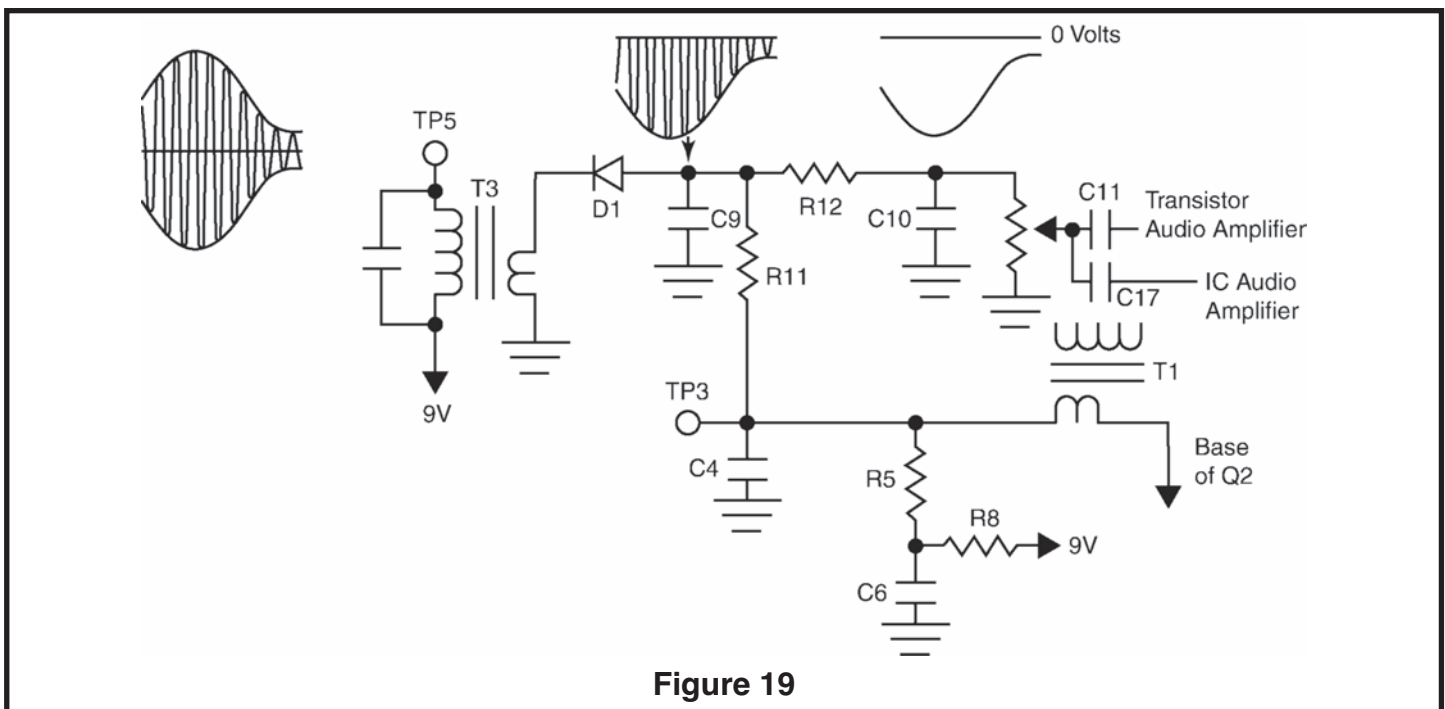 0 Volts
TP5
T3
D1
C9
R12
C10
C11
Transistor
Audio Amplifier
R11
C17
IC Audio
Amplifier
T1
9V
TP3
C4
R5
Base
of Q2
R8
9V
C6
Figure 19